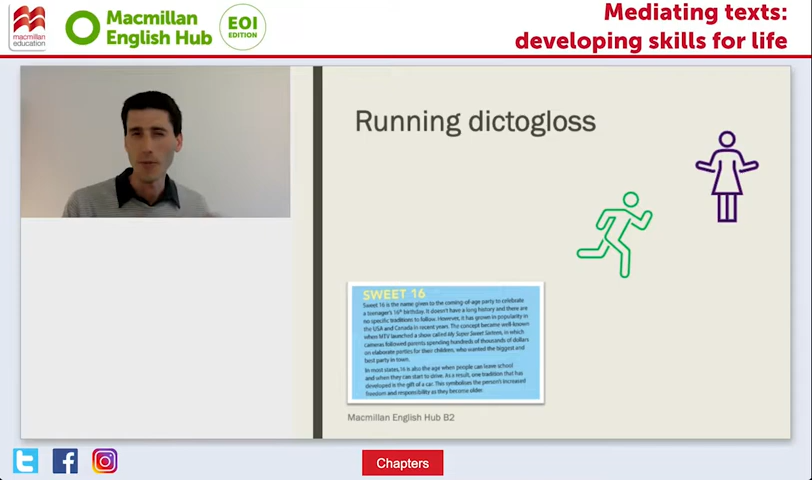 macmillan
education
Macmillan
English Hub
EOI
EDITION
Mediating texts:
developing skills for life
Running dictogloss
SWEET 16
Sweet 16 is the name given to the coming-of-age party to celebrate
a teenager's 16th birthday. It doesn't have a long history and there are
no specific traditions to follow. However, it has grown in popularity in
the USA and Canada in recent years. The concept became well-known
when MTV launched a show called My Super Sweet Sixteen, in which
cameras followed parents spending hundreds of thousands of dollars
on elaborate parties for their children, who wanted the biggest and
best party in town.
In most states, 16 is also the age when people can leave school
and when they can start to drive. As a result, one tradition that has
developed is the gift of a car. This symbolises the person's increased
freedom and responsibility as they become older.
Macmillan English Hub B2
Chapters